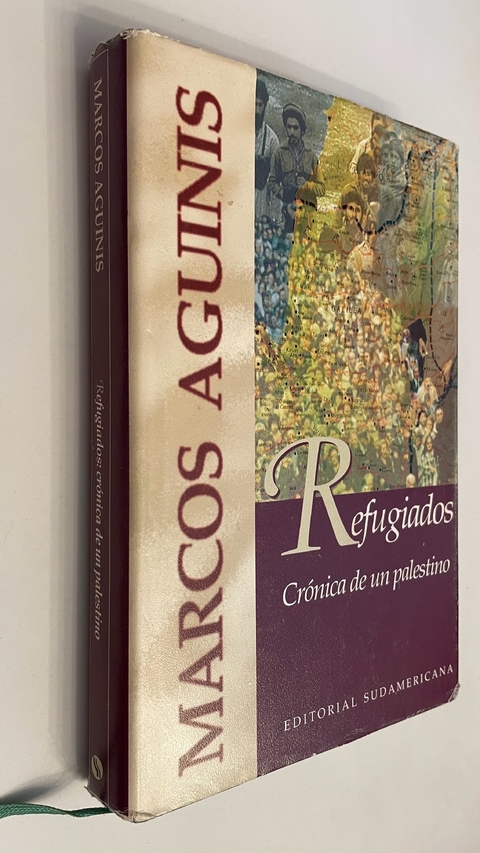 MARCOS AGUINIS
Refugiados: crónica de un palestino
MARCOS AGUINIS
Refugiados
Crónica de un palestino
EDITORIAL SUDAMERICANA